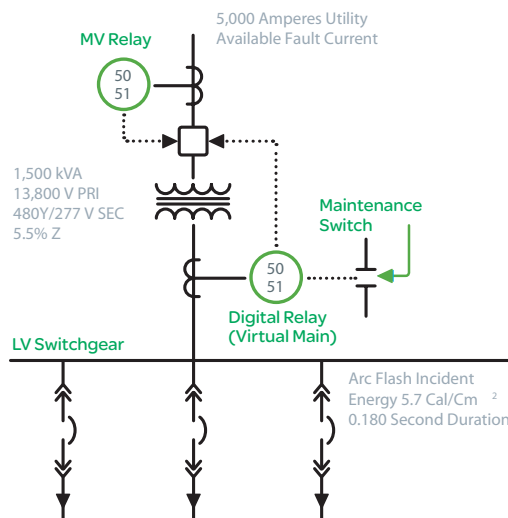 5,000 Amperes Utility
Available Fault Current
MV Relay
50
51
1,500 kVA
13,800 V PRI
480Y/277 V SEC
5.5% Z
Maintenance
Switch
50
51
Digital Relay
(Virtual Main)
LV Switchgear
Arc Flash Incident
Energy 5.7 Cal/Cm ²
0.180 Second Duration